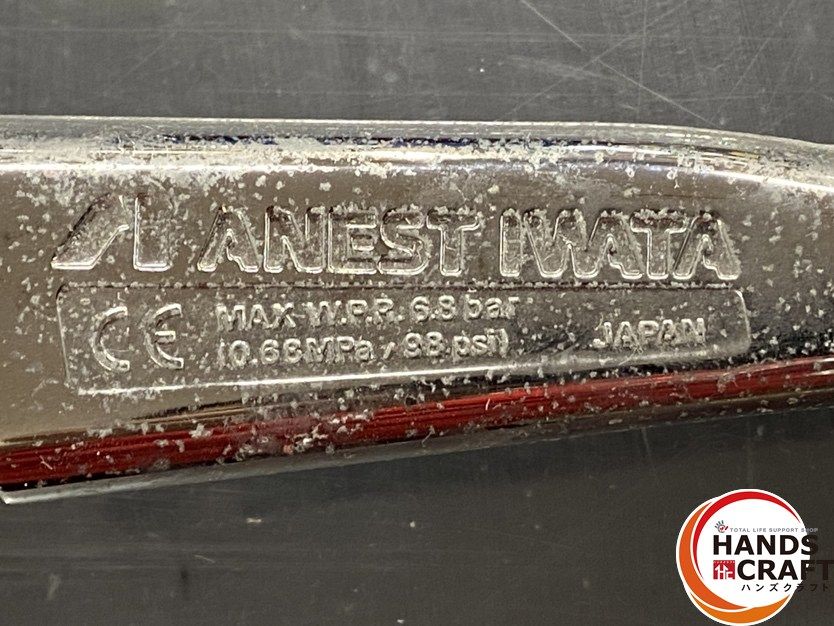 ANEST IWATA
CE MAX W.P.R. 6.8 bar
(0.68MPa / 98 psi) JAPAN
TOTAL LIFE SUPPORT SHOP
HANDS
CRAFT
ハンズクラフト